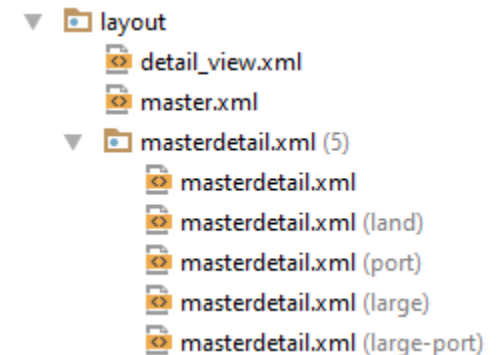 layout
detail_view.xml
master.xml
masterdetail.xml (5)
masterdetail.xml
masterdetail.xml (land)
masterdetail.xml (port)
masterdetail.xml (large)
masterdetail.xml (large-port)